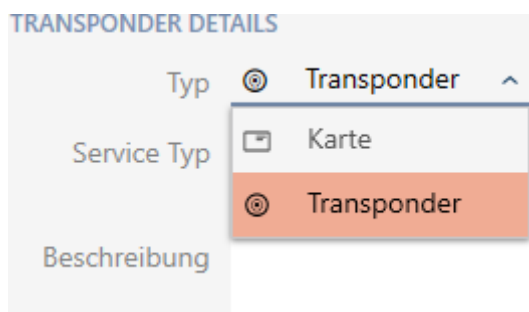 TRANSPONDER DETAILS
Typ Transponder
Karte
Service Typ
Transponder
Beschreibung